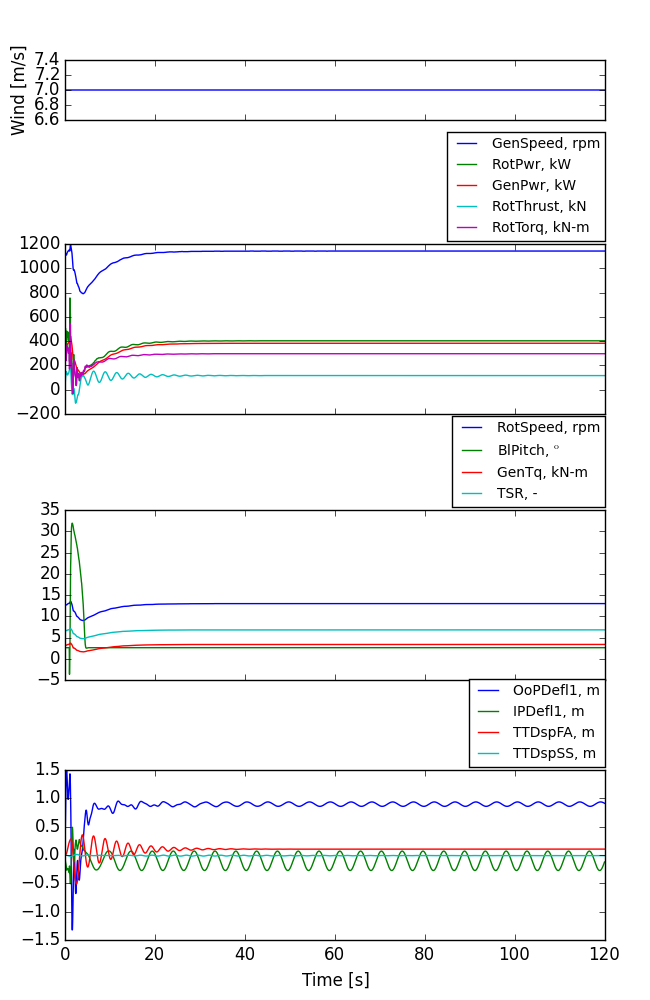 Wind [m/s]
7.4
7.2
7.0
6.8
6.6
GenSpeed, rpm
RotPwr, kW
GenPwr, kW
RotThrust, kN
RotTorq, kN-m
1200
1000
800
600
400
200
0
−200
RotSpeed, rpm
BlPitch, °
GenTq, kN-m
TSR, -
35
30
25
20
15
10
5
0
−5
OoPDefl1, m
IPDefl1, m
TTDspFA, m
TTDspSS, m
1.5
1.0
0.5
0.0
−0.5
−1.0
−1.5
0 20 40 60 80 100 120
Time [s]